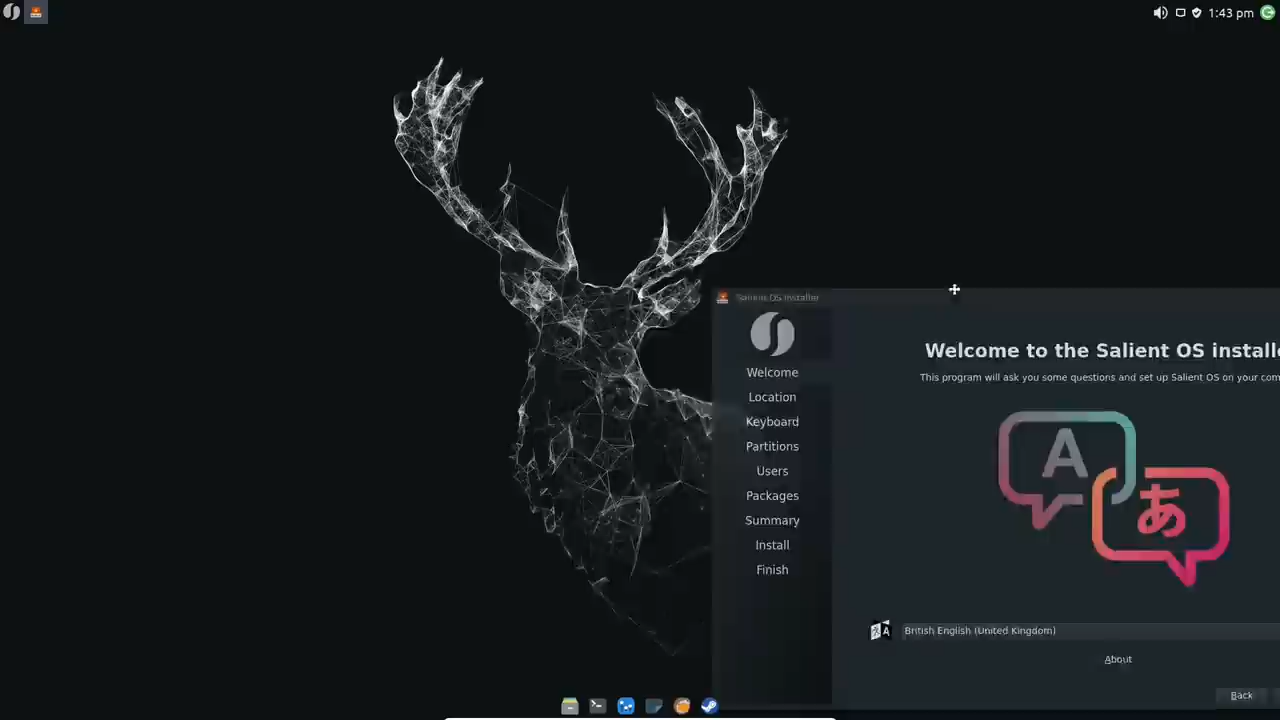 1:43 pm
Salient OS Installer
Welcome to the Salient OS installe
This program will ask you some questions and set up Salient OS on your com
Welcome
Location
Keyboard
Partitions
Users
Packages
Summary
Install
Finish
A
あ
British English (United Kingdom)
About
Back